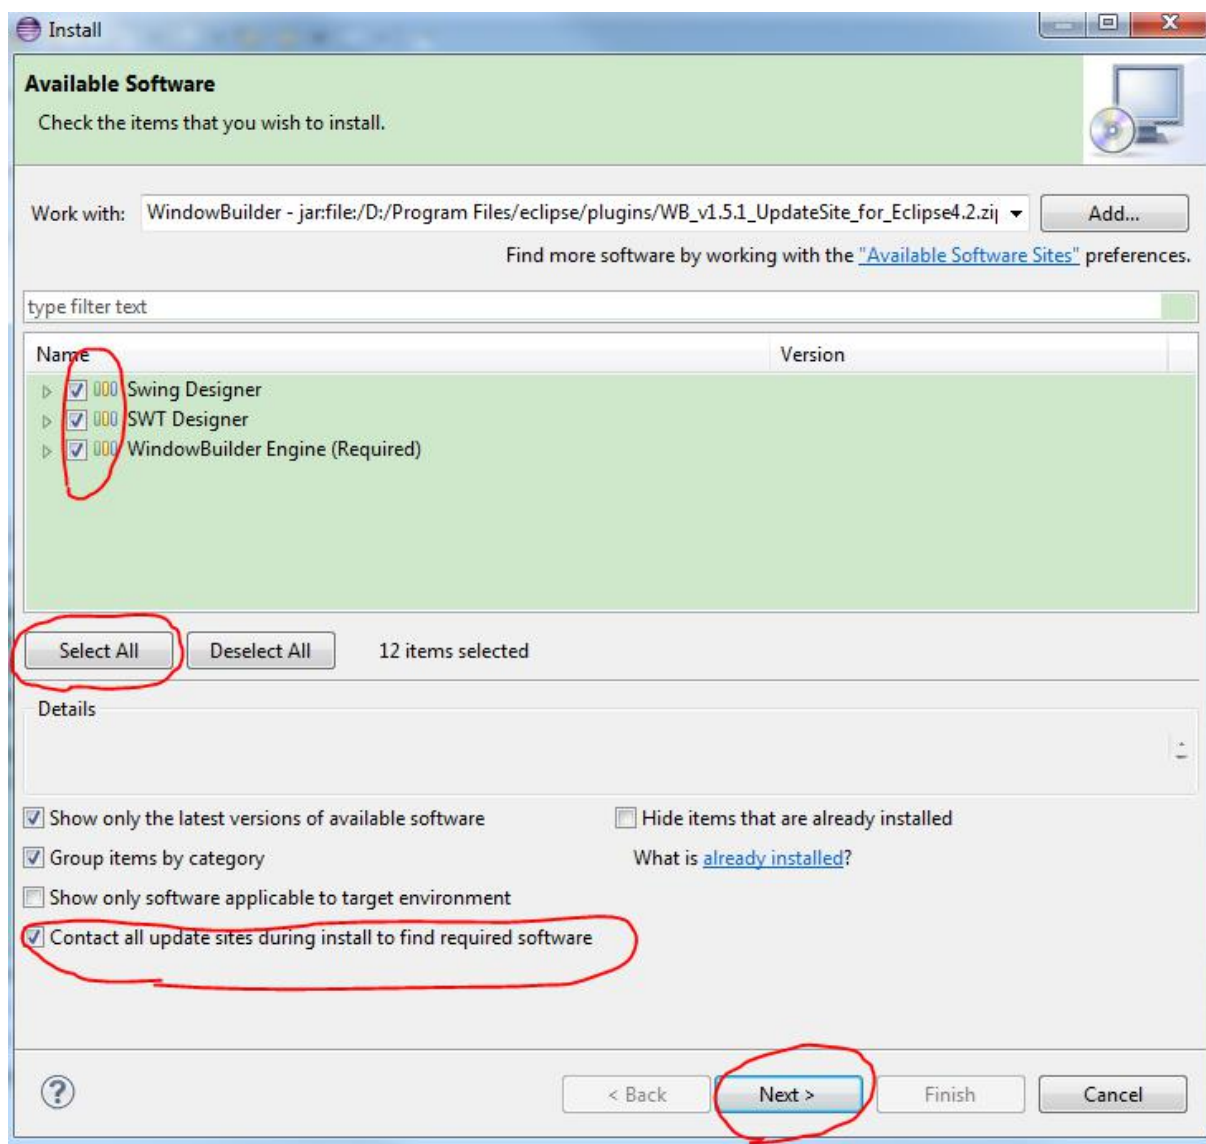 Install
Available Software
Check the items that you wish to install.
Work with: WindowBuilder - jar:file:/D:/Program Files/eclipse/plugins/WB_v1.5.1_UpdateSite_for_Eclipse4.2.zip Add...
Find more software by working with the "Available Software Sites" preferences.
type filter text
Name Version
Swing Designer
SWT Designer
WindowBuilder Engine (Required)
Select All Deselect All 12 items selected
Details
Show only the latest versions of available software Hide items that are already installed
Group items by category What is already installed?
Show only software applicable to target environment
Contact all update sites during install to find required software
? < Back Next > Finish Cancel